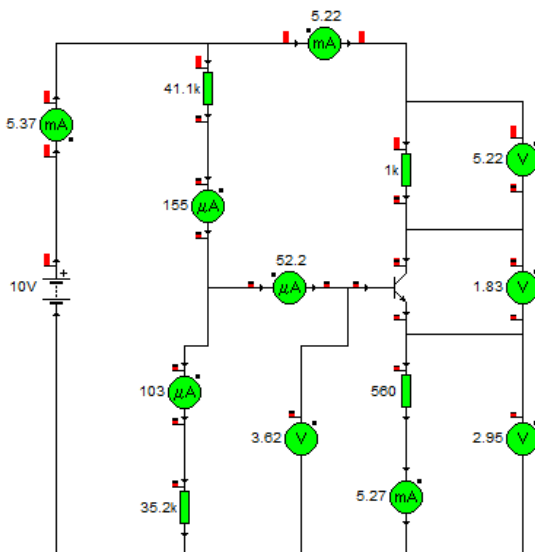 5.22
mA
41.1k
5.37 mA
1k
5.22 V
155 μA
52.2
10V
+
μA
1.83 V
103 μA
560
3.62 V
2.95 V
35.2k
5.27 mA